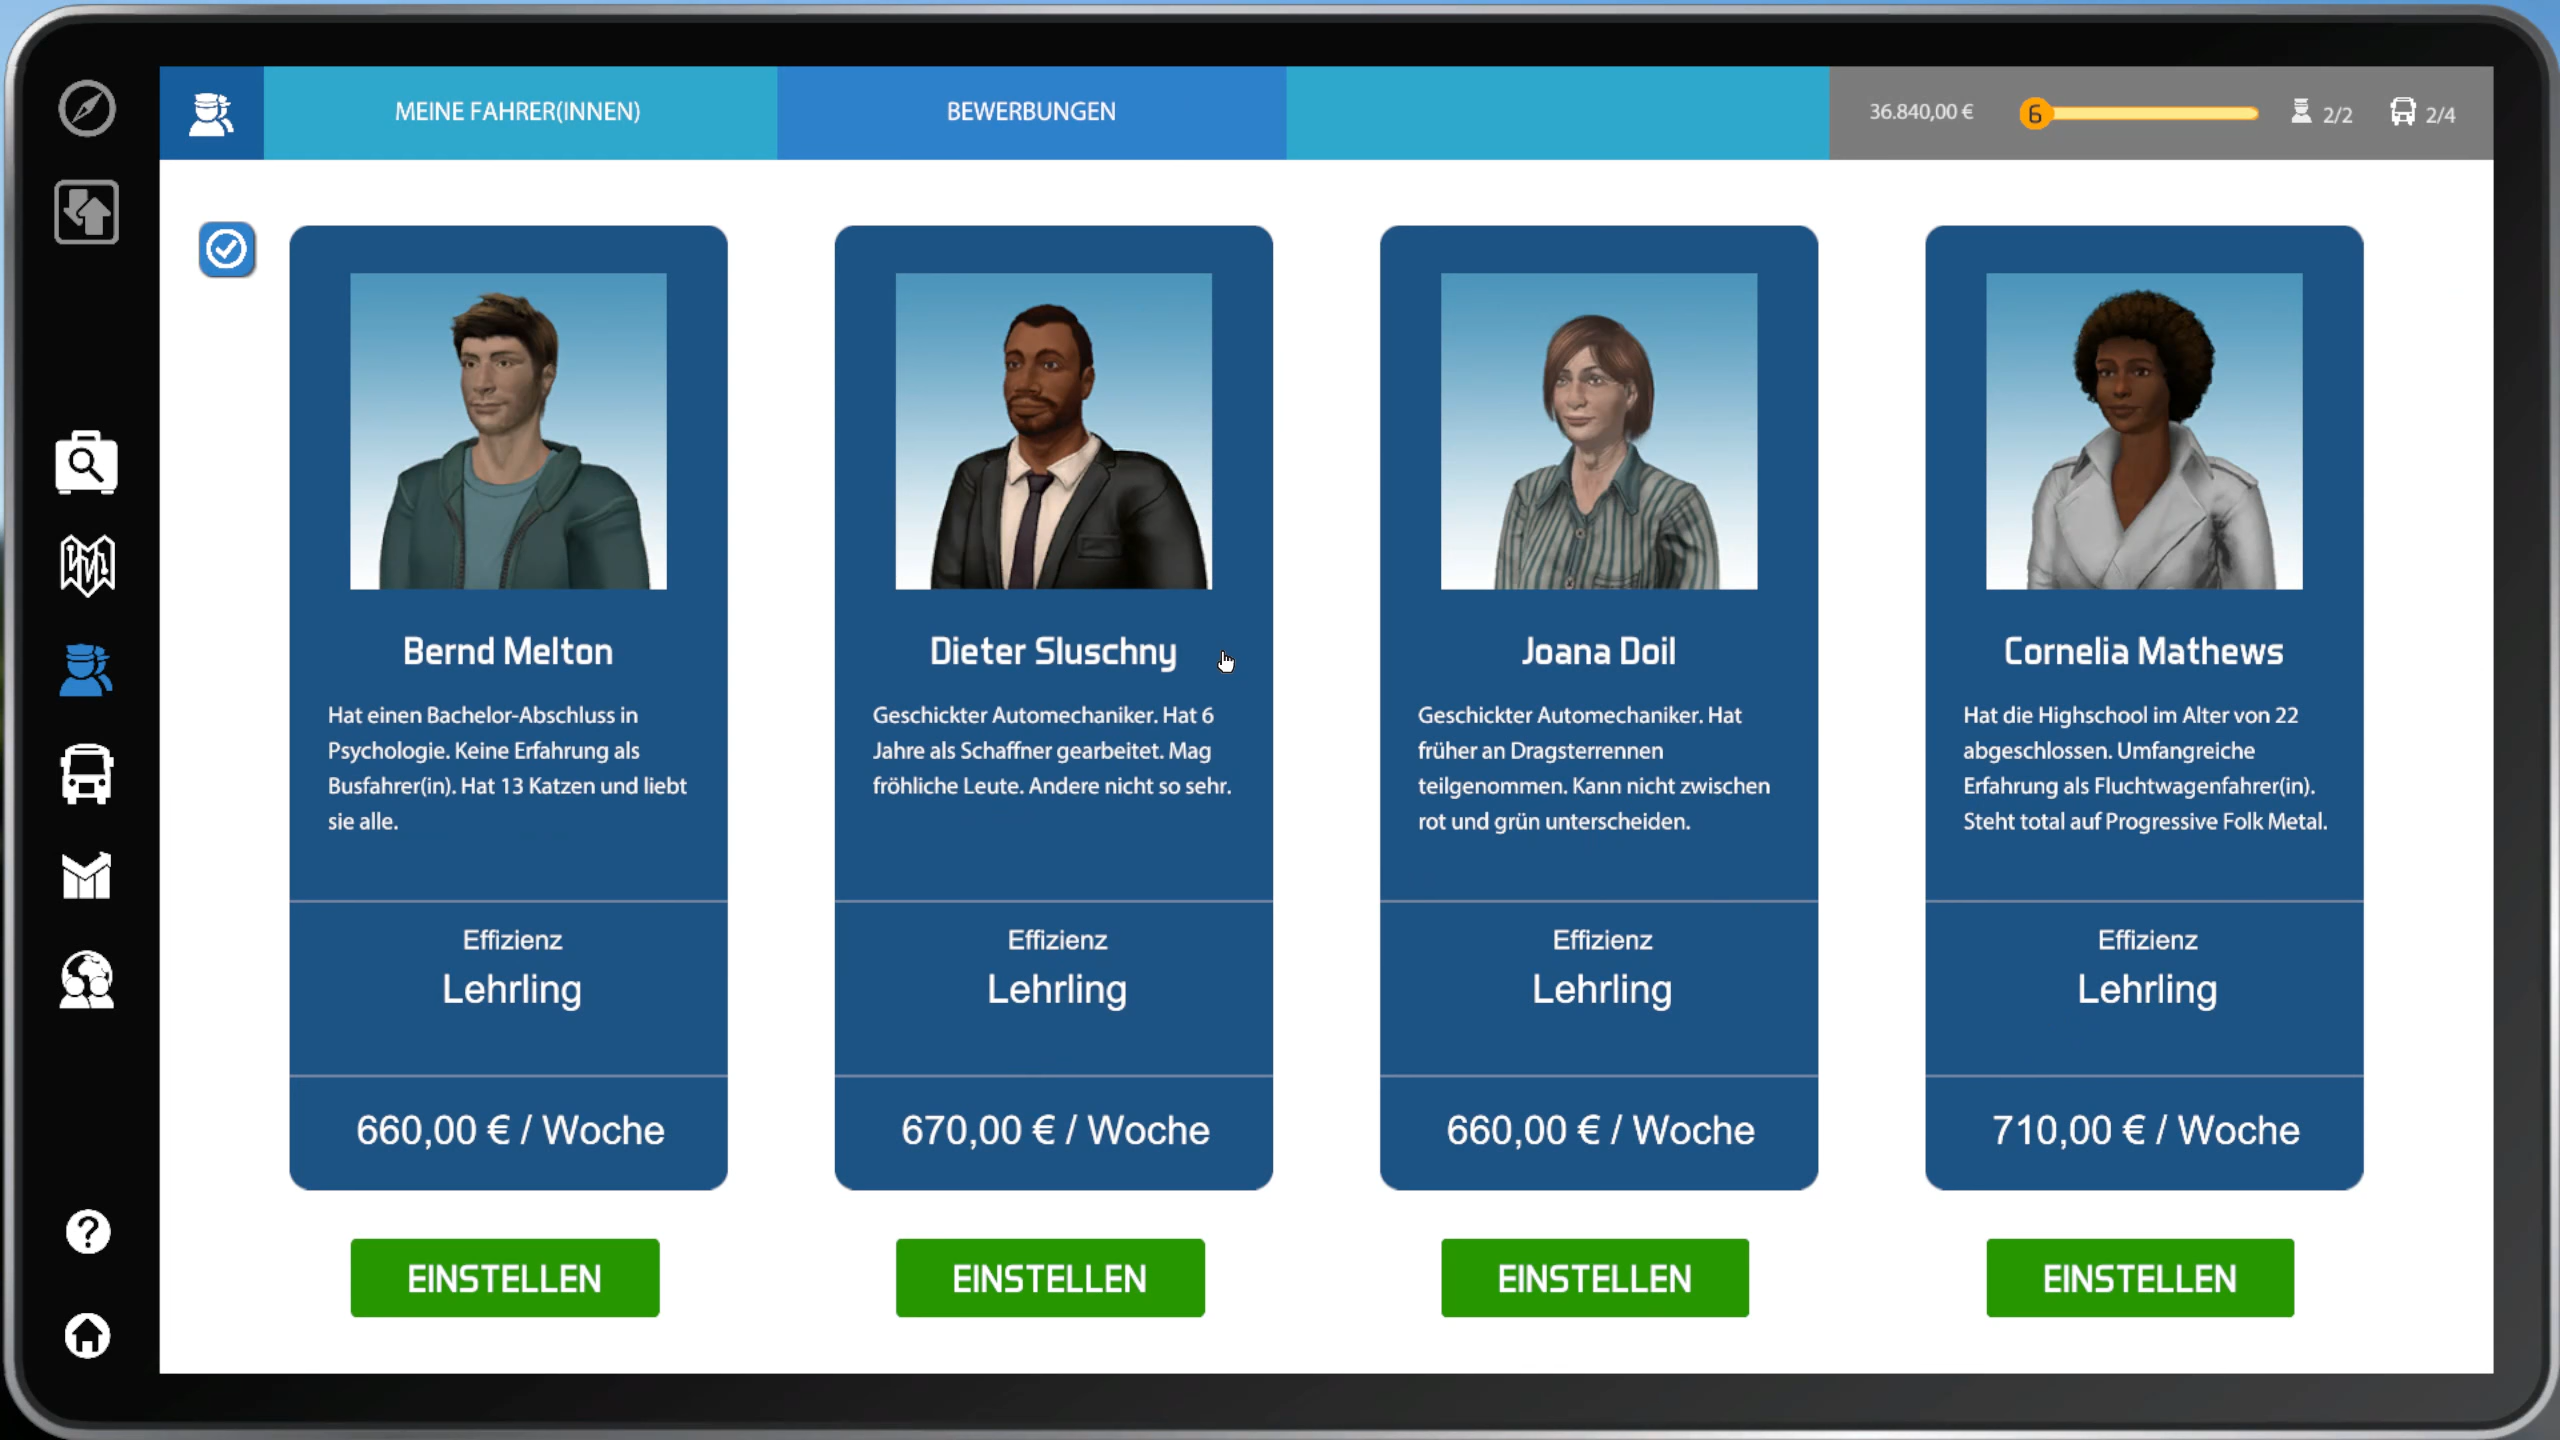 MEINE FAHRER(INNEN)
BEWERBUNGEN
36.840,00 €
6
2/2
2/4
Bernd Melton
Hat einen Bachelor-Abschluss in
Psychologie. Keine Erfahrung als
Busfahrer(in). Hat 13 Katzen und liebt
sie alle.
Effizienz
Lehrling
660,00 € / Woche
EINSTELLEN
Dieter Sluschny
Geschickter Automechaniker. Hat 6
Jahre als Schaffner gearbeitet. Mag
fröhliche Leute. Andere nicht so sehr.
Effizienz
Lehrling
670,00 € / Woche
EINSTELLEN
Joana Doil
Geschickter Automechaniker. Hat
früher an Dragsterrennen
teilgenommen. Kann nicht zwischen
rot und grün unterscheiden.
Effizienz
Lehrling
660,00 € / Woche
EINSTELLEN
Cornelia Mathews
Hat die Highschool im Alter von 22
abgeschlossen. Umfangreiche
Erfahrung als Fluchtwagenfahrer(in).
Steht total auf Progressive Folk Metal.
Effizienz
Lehrling
710,00 € / Woche
EINSTELLEN
?